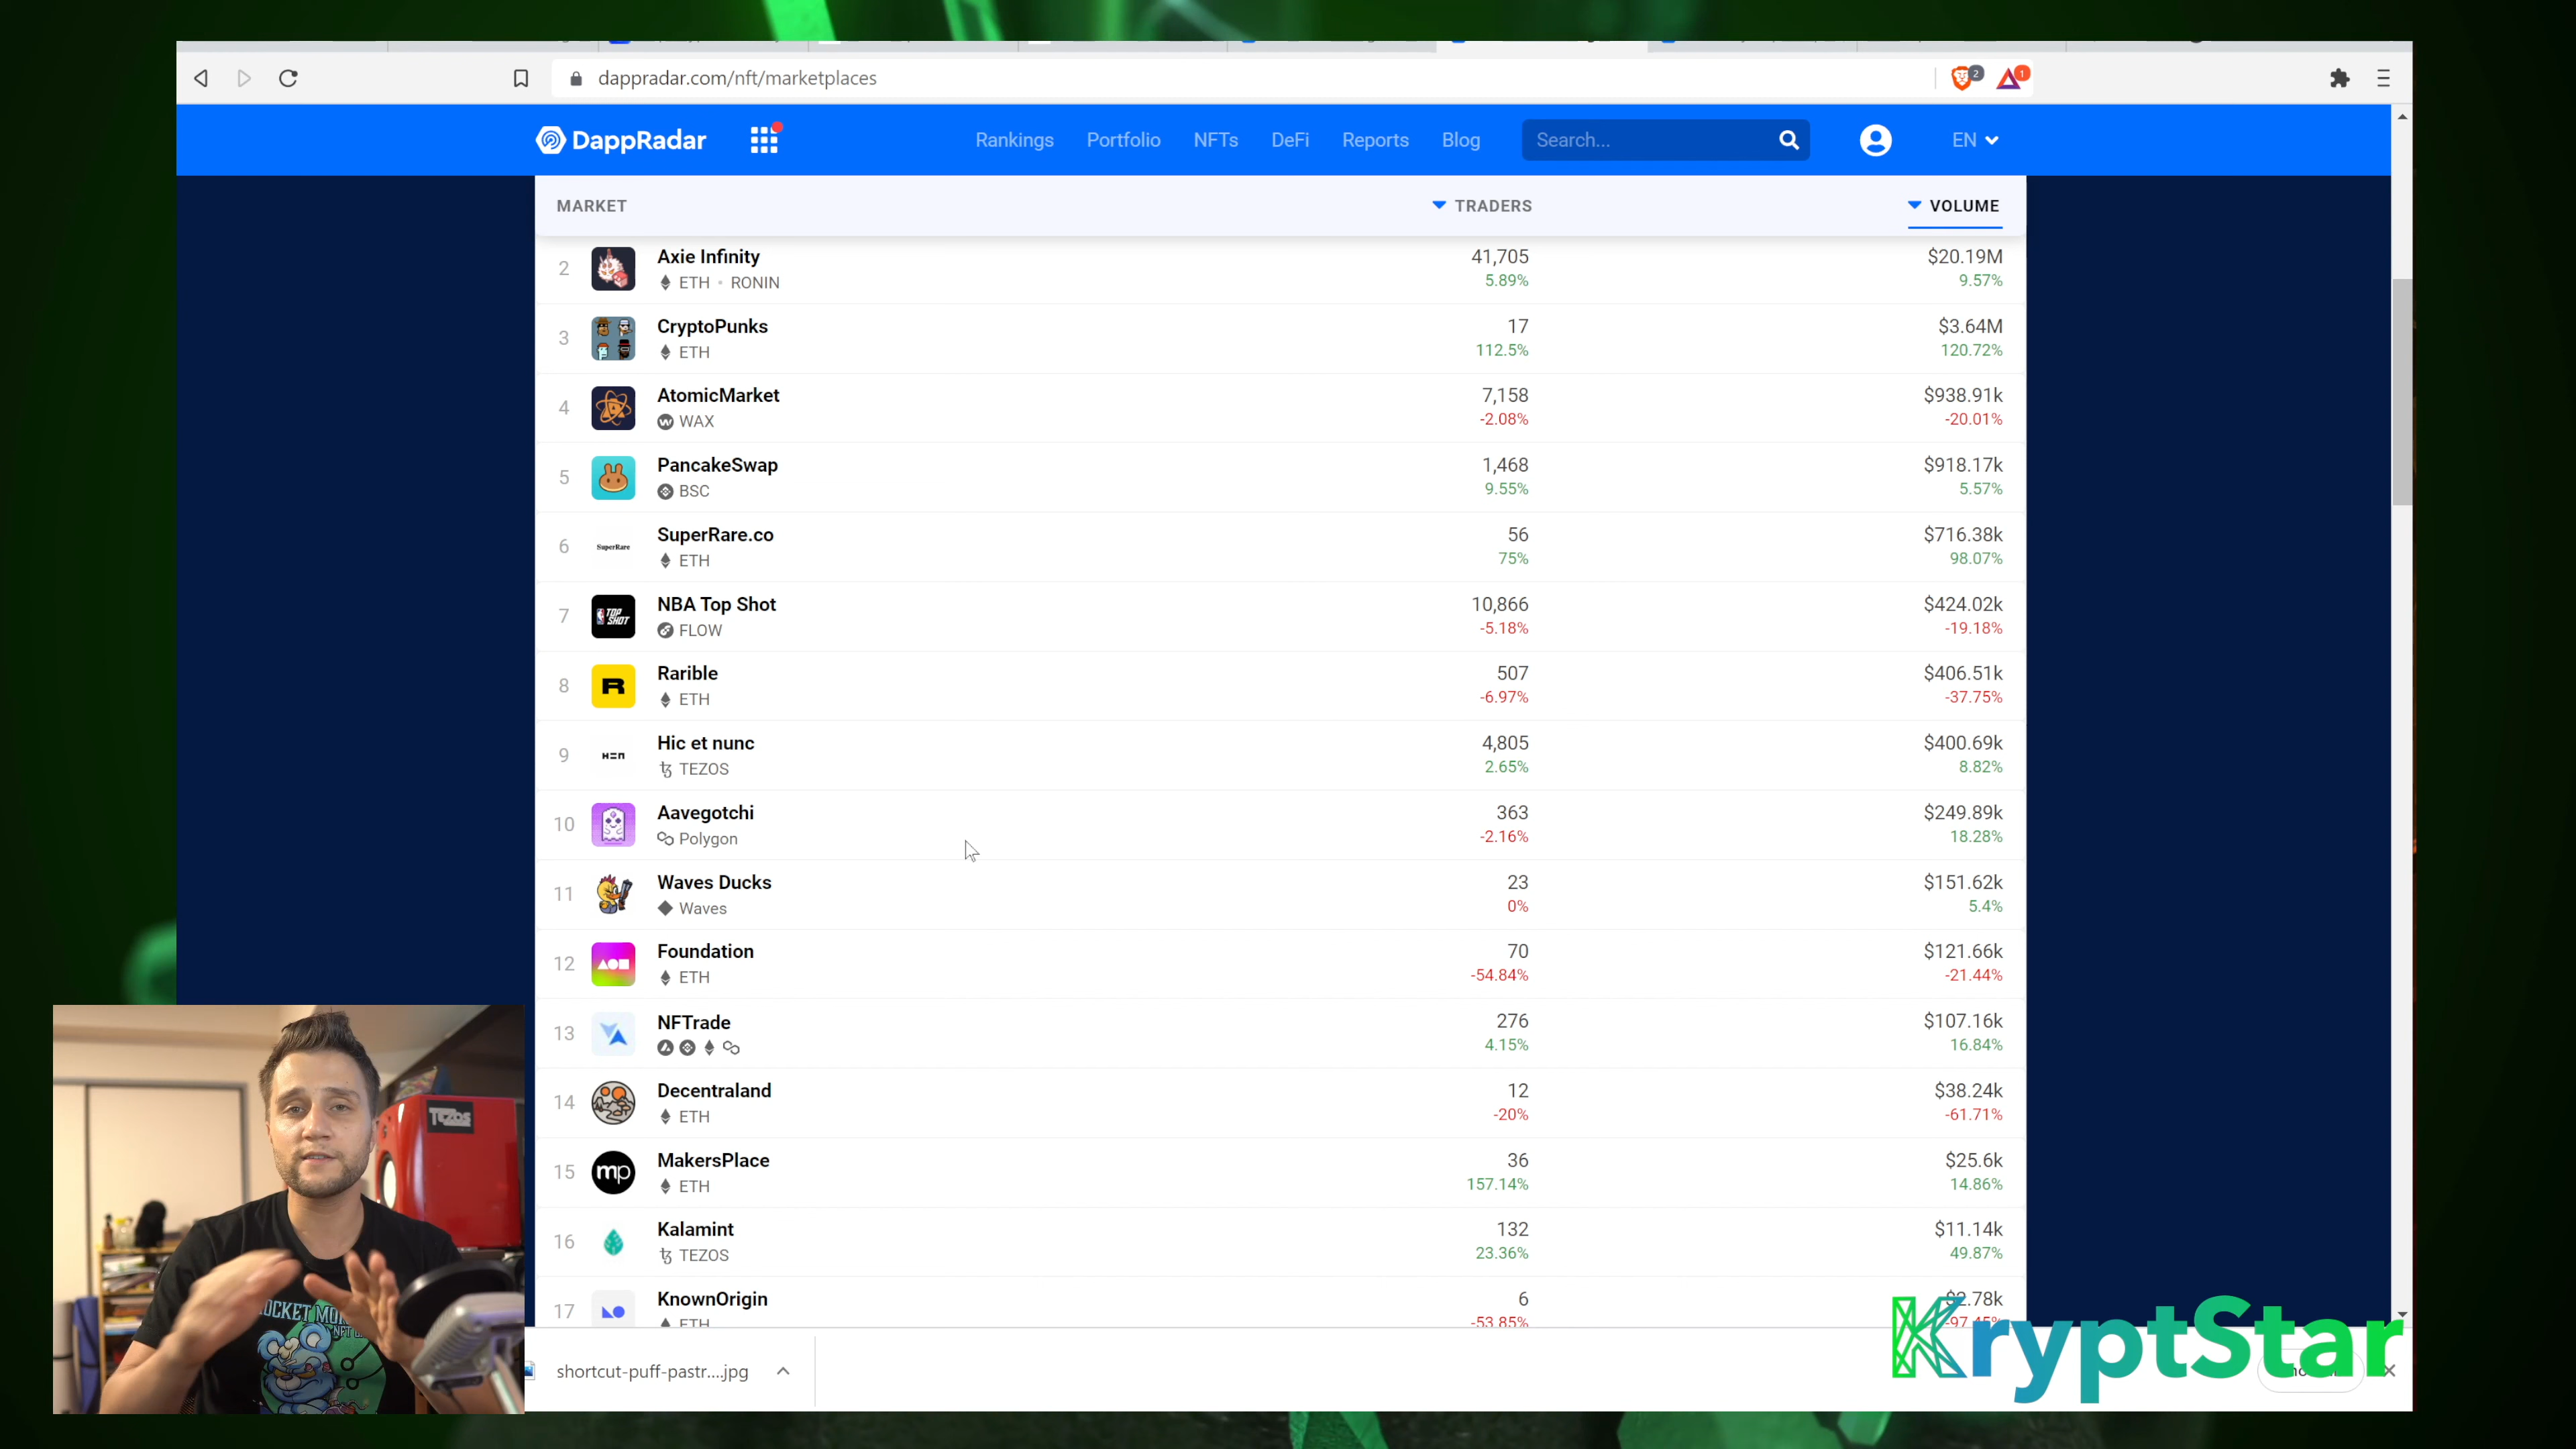 dappradar.com/nft/marketplaces
2
1
DappRadar
Rankings
Portfolio
NFTs
DeFi
Reports
Blog
Search...
EN
MARKET
TRADERS
VOLUME
2
Axie Infinity
ETH • RONIN
41,705
5.89%
$20.19M
9.57%
3
CryptoPunks
ETH
17
112.5%
$3.64M
120.72%
4
AtomicMarket
WAX
7,158
-2.08%
$938.91k
-20.01%
5
PancakeSwap
BSC
1,468
9.55%
$918.17k
5.57%
6
SuperRare
SuperRare.co
ETH
56
75%
$716.38k
98.07%
7
TOP SHOT
NBA Top Shot
FLOW
10,866
-5.18%
$424.02k
-19.18%
8
R
Rarible
ETH
507
-6.97%
$406.51k
-37.75%
9
Hic et nunc
TEZOS
4,805
2.65%
$400.69k
8.82%
10
Aavegotchi
Polygon
363
-2.16%
$249.89k
18.28%
11
Waves Ducks
Waves
23
0%
$151.62k
5.4%
12
Foundation
ETH
70
-54.84%
$121.66k
-21.44%
13
NFTrade
276
4.15%
$107.16k
16.84%
14
Decentraland
ETH
12
-20%
$38.24k
-61.71%
15
mp
MakersPlace
ETH
36
157.14%
$25.6k
14.86%
16
Kalamint
TEZOS
132
23.36%
$11.14k
49.87%
17
KnownOrigin
ETH
6
-53.85%
TEZOS
KryptStar
shortcut-puff-pastr....jpg